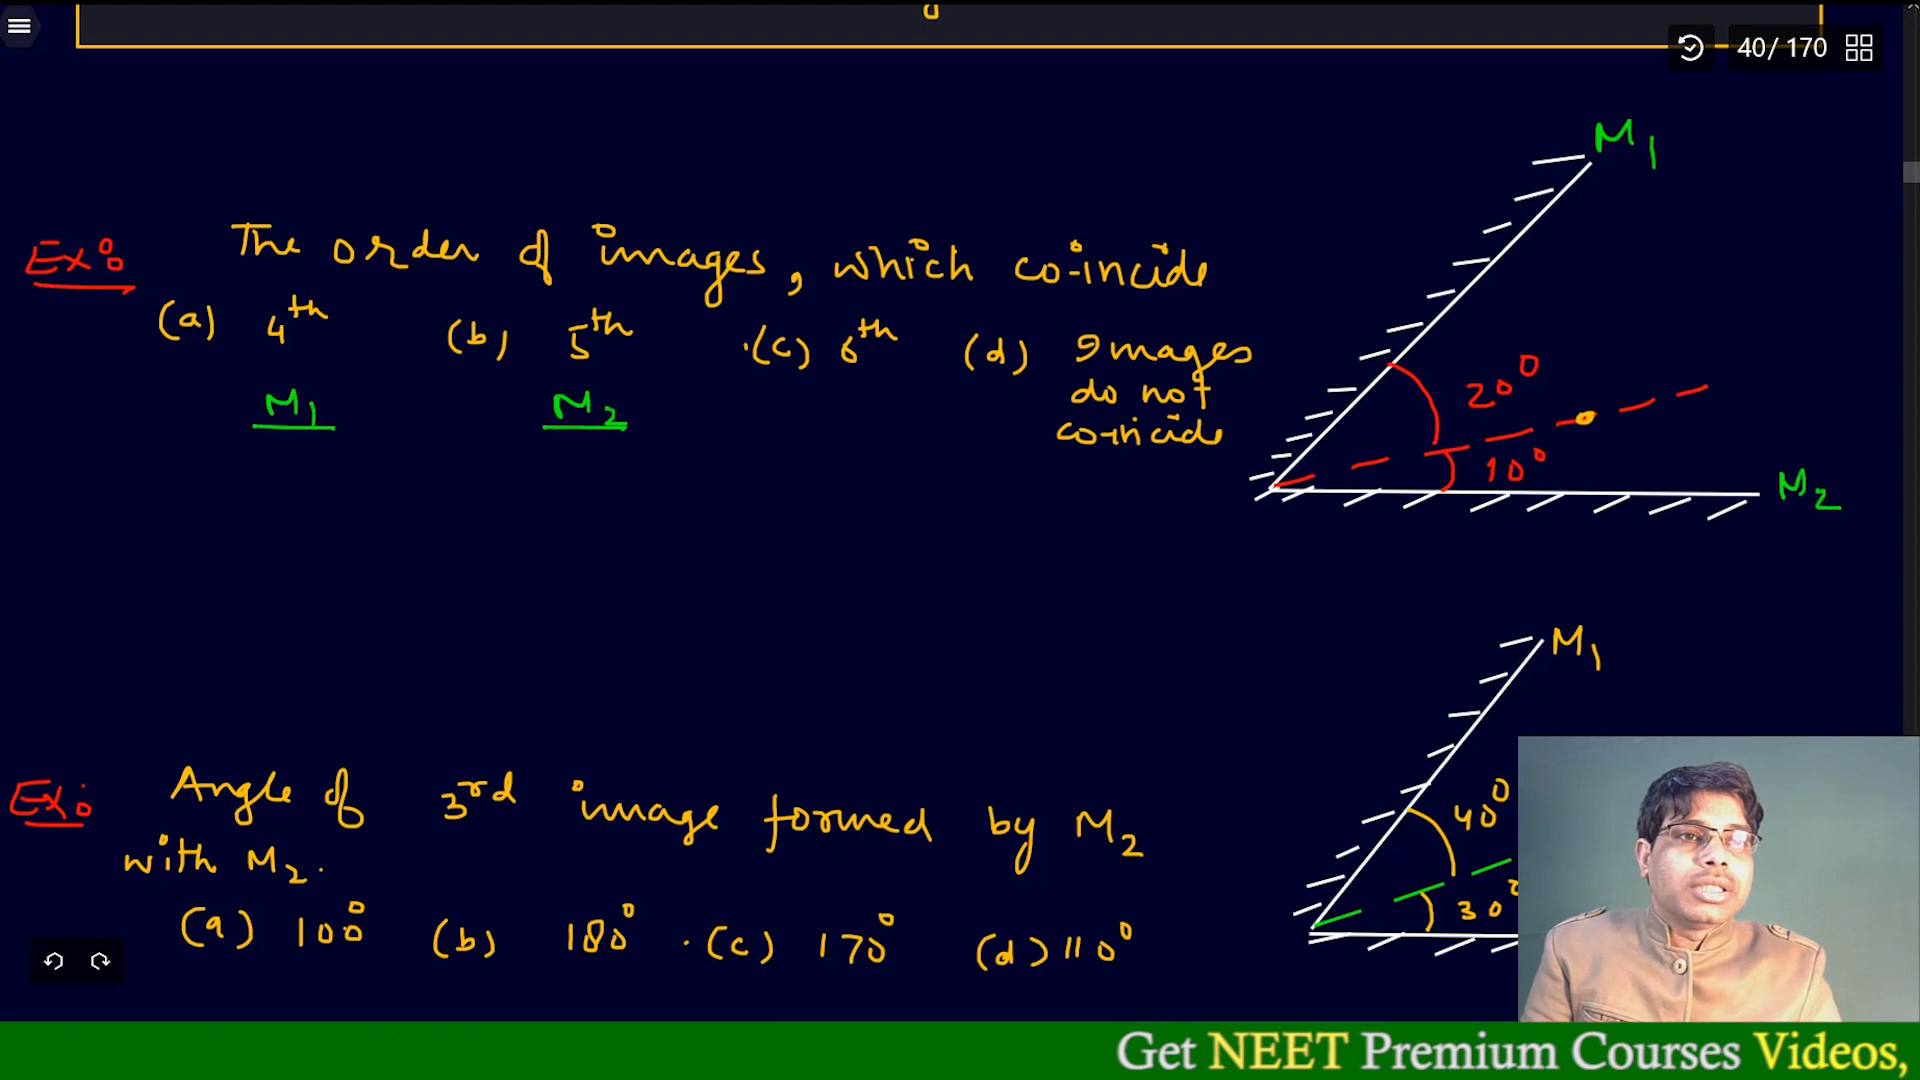 40/ 170
M1
Ex: The order of images, which co-incide
(a) 4th (b) 5th (c) 6th (d) Images
do not
co-incide
M1 M2
20°
10°
M2
M1
Ex: Angle of 3rd image formed by M2
with M2.
(a) 100° (b) 180° (c) 170° (d) 110°
40°
30°
Get NEET Premium Courses Videos,